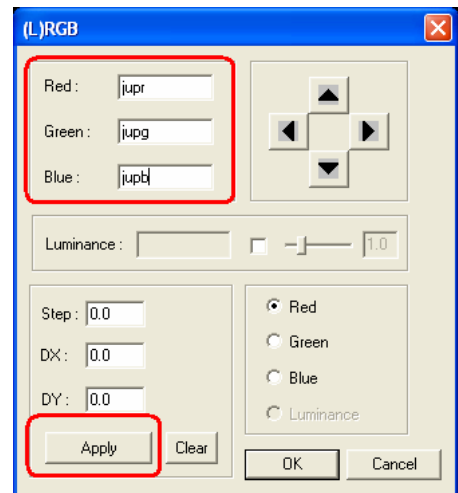 (L)RGB
Red : jupr
Green : jupg
Blue : jupb
Luminance : 1.0
Step : 0.0
DX : 0.0
DY : 0.0
Apply Clear
Red
Green
Blue
Luminance
OK Cancel